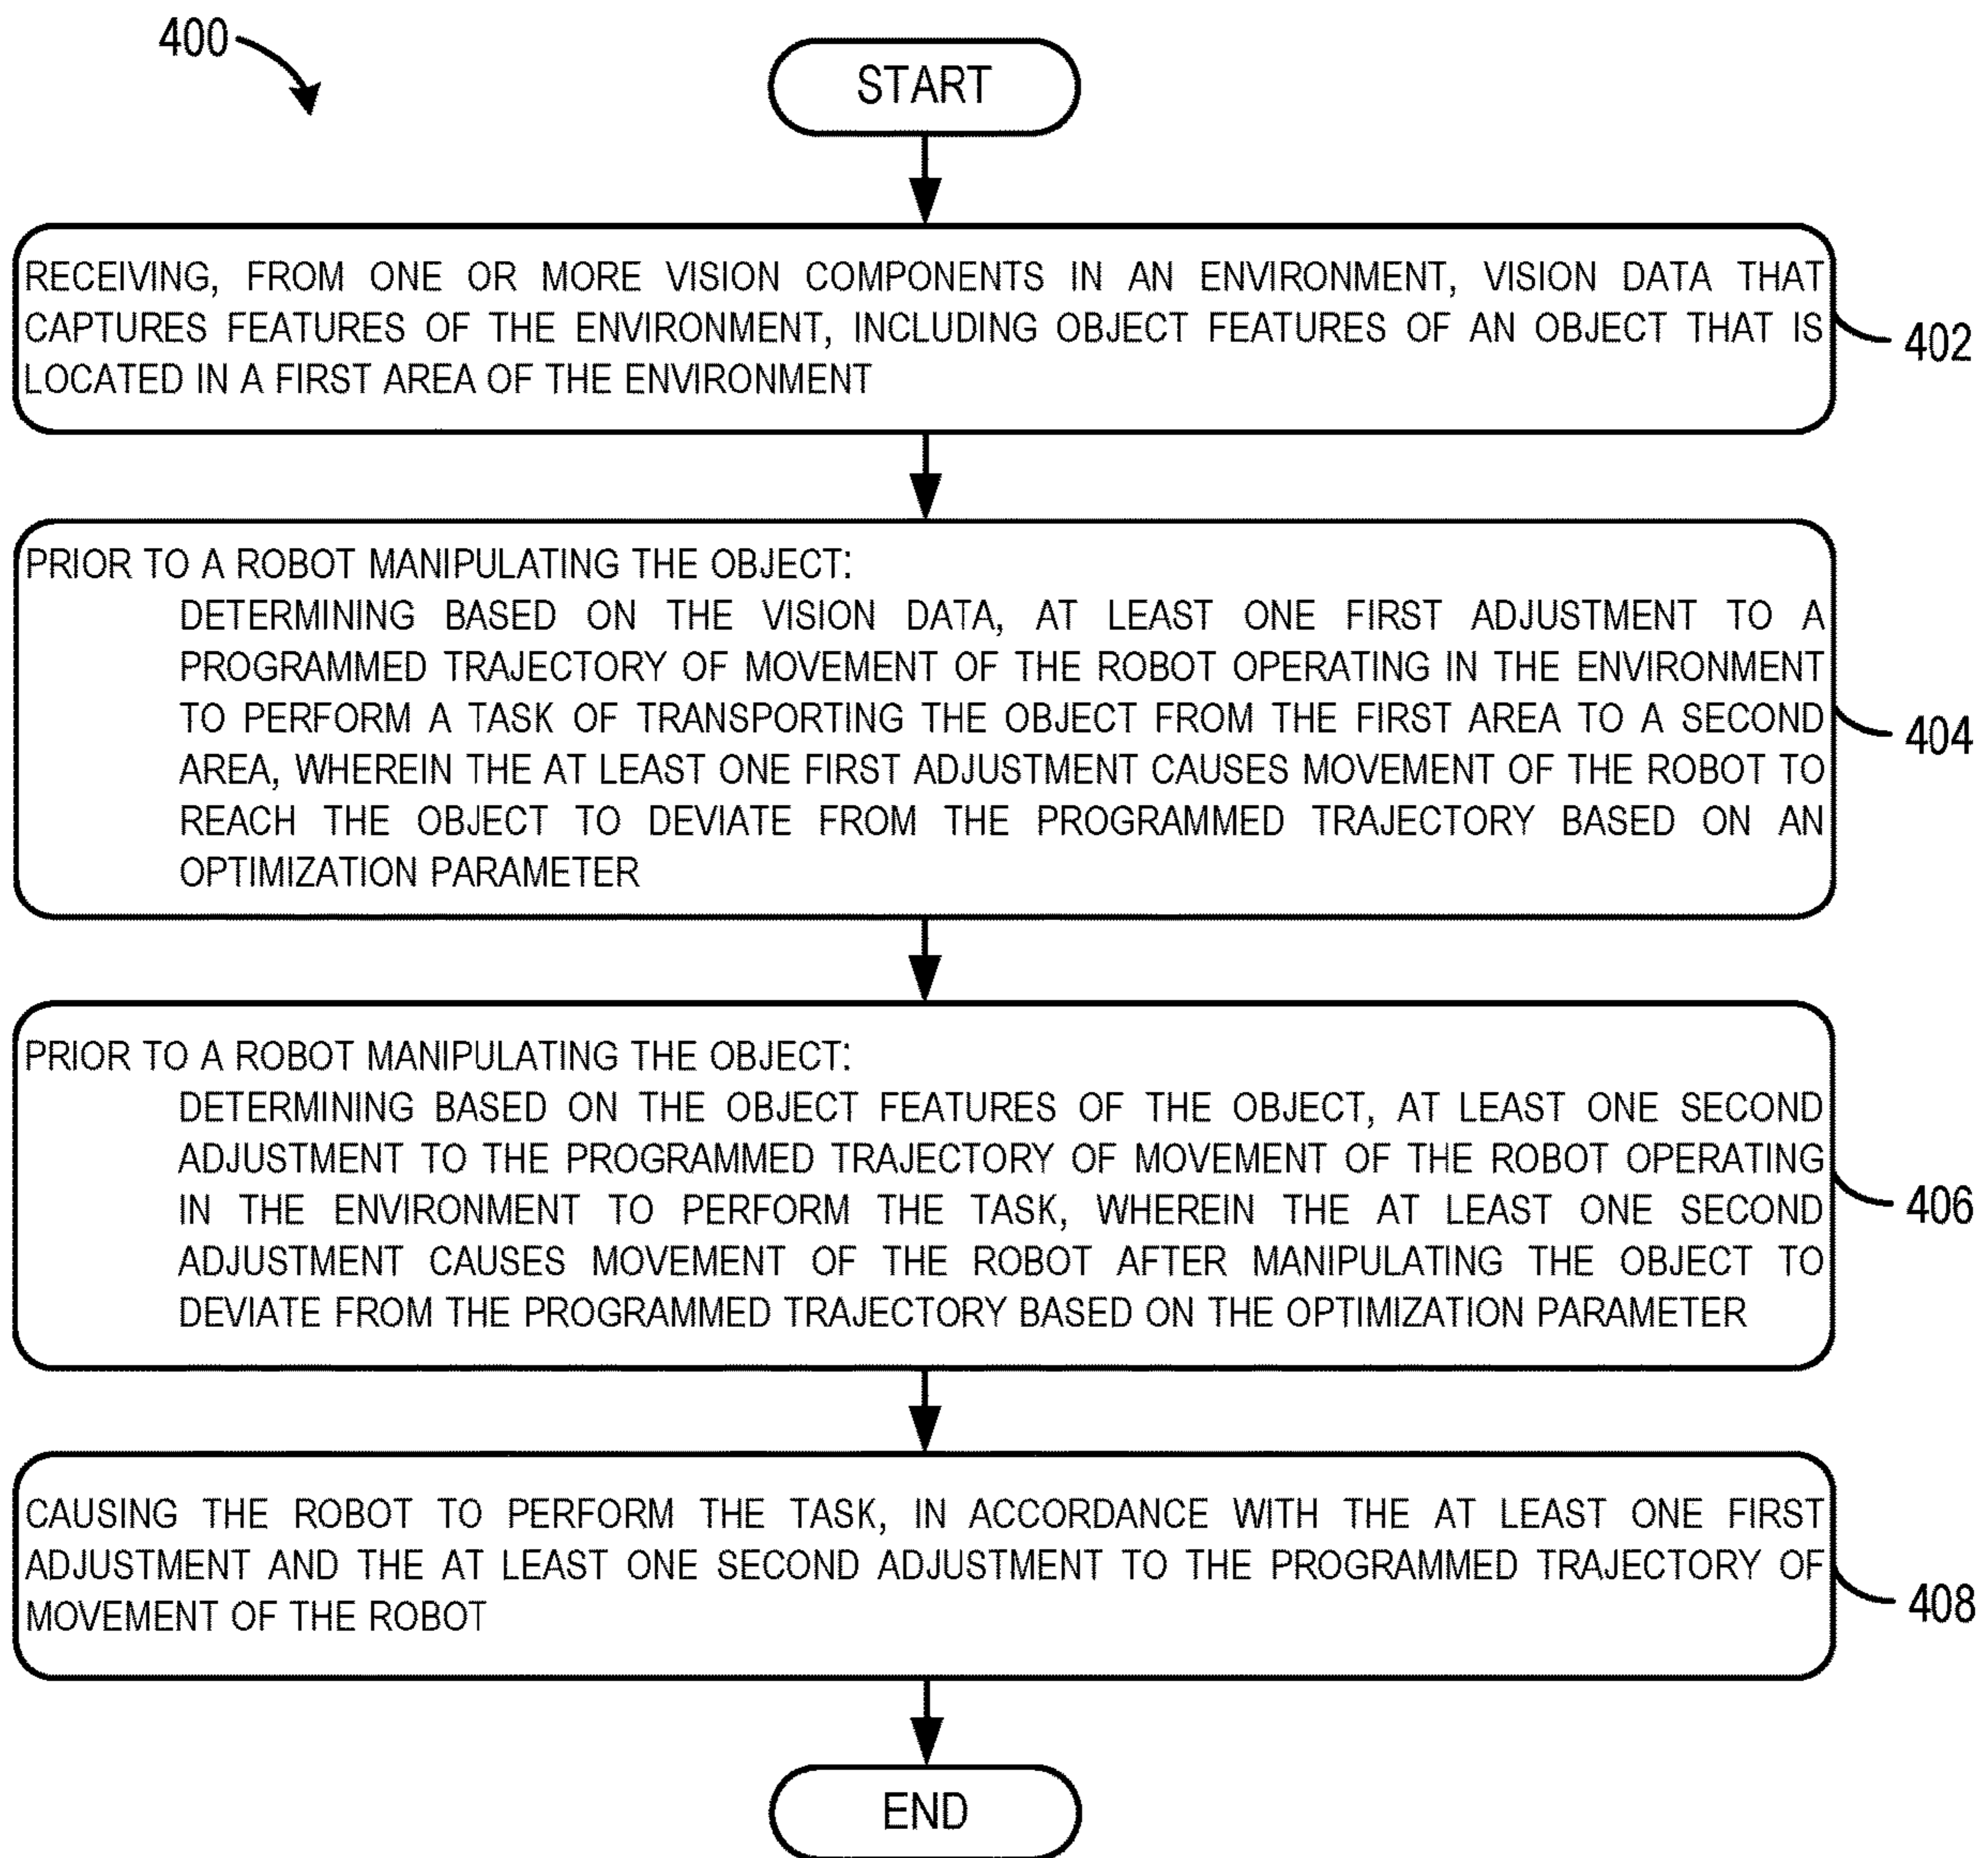 400
START
RECEIVING, FROM ONE OR MORE VISION COMPONENTS IN AN ENVIRONMENT, VISION DATA THAT
CAPTURES FEATURES OF THE ENVIRONMENT, INCLUDING OBJECT FEATURES OF AN OBJECT THAT IS
LOCATED IN A FIRST AREA OF THE ENVIRONMENT
402
PRIOR TO A ROBOT MANIPULATING THE OBJECT:
DETERMINING BASED ON THE VISION DATA, AT LEAST ONE FIRST ADJUSTMENT TO A
PROGRAMMED TRAJECTORY OF MOVEMENT OF THE ROBOT OPERATING IN THE ENVIRONMENT
TO PERFORM A TASK OF TRANSPORTING THE OBJECT FROM THE FIRST AREA TO A SECOND
AREA, WHEREIN THE AT LEAST ONE FIRST ADJUSTMENT CAUSES MOVEMENT OF THE ROBOT TO
REACH THE OBJECT TO DEVIATE FROM THE PROGRAMMED TRAJECTORY BASED ON AN
OPTIMIZATION PARAMETER
404
PRIOR TO A ROBOT MANIPULATING THE OBJECT:
DETERMINING BASED ON THE OBJECT FEATURES OF THE OBJECT, AT LEAST ONE SECOND
ADJUSTMENT TO THE PROGRAMMED TRAJECTORY OF MOVEMENT OF THE ROBOT OPERATING
IN THE ENVIRONMENT TO PERFORM THE TASK, WHEREIN THE AT LEAST ONE SECOND
ADJUSTMENT CAUSES MOVEMENT OF THE ROBOT AFTER MANIPULATING THE OBJECT TO
DEVIATE FROM THE PROGRAMMED TRAJECTORY BASED ON THE OPTIMIZATION PARAMETER
406
CAUSING THE ROBOT TO PERFORM THE TASK, IN ACCORDANCE WITH THE AT LEAST ONE FIRST
ADJUSTMENT AND THE AT LEAST ONE SECOND ADJUSTMENT TO THE PROGRAMMED TRAJECTORY OF
MOVEMENT OF THE ROBOT
408
END